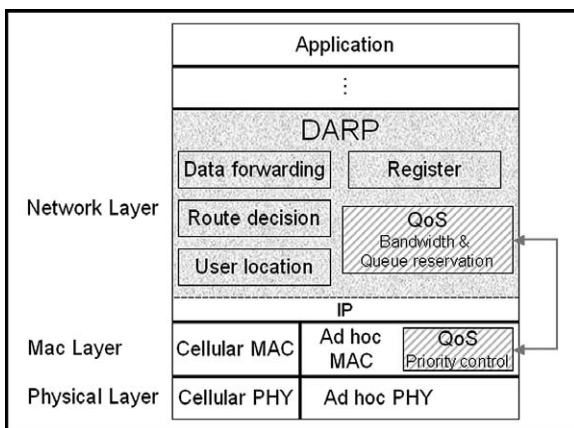 Application
⋮
DARP
Data forwarding
Register
Network Layer
Route decision
QoS
Bandwidth &
Queue reservation
User location
IP
Mac Layer
Cellular MAC
Ad hoc
MAC
QoS
Priority control
Physical Layer
Cellular PHY
Ad hoc PHY